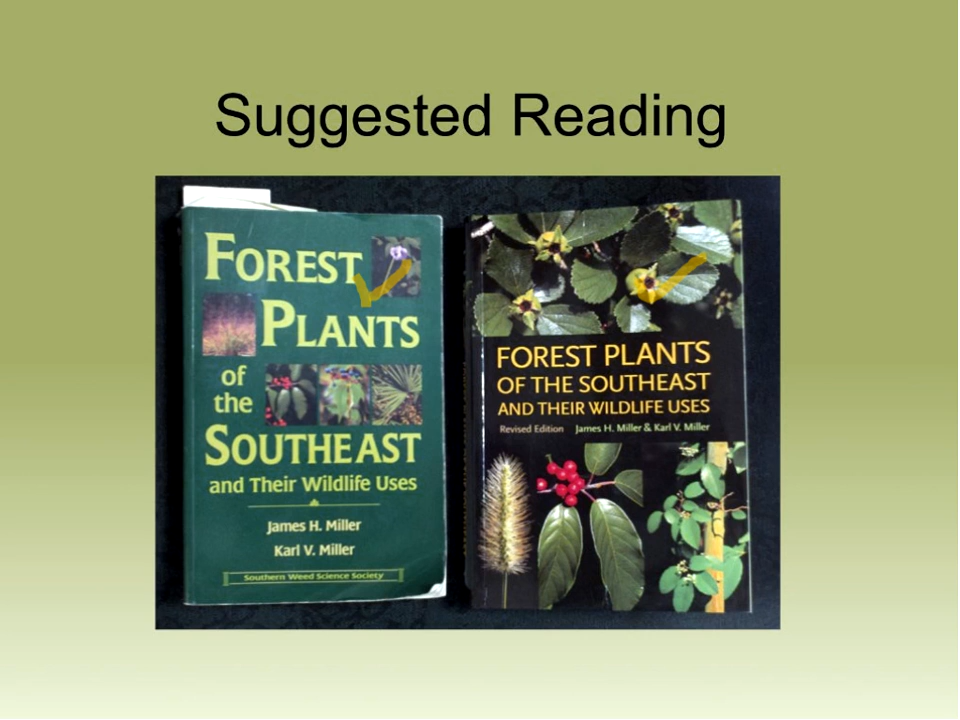 Suggested Reading
FOREST
PLANTS
of
the
SOUTHEAST
and Their Wildlife Uses
James H. Miller
Karl V. Miller
Southern Weed Science Society
FOREST PLANTS
OF THE SOUTHEAST
AND THEIR WILDLIFE USES
Revised Edition James H. Miller & Karl V. Miller